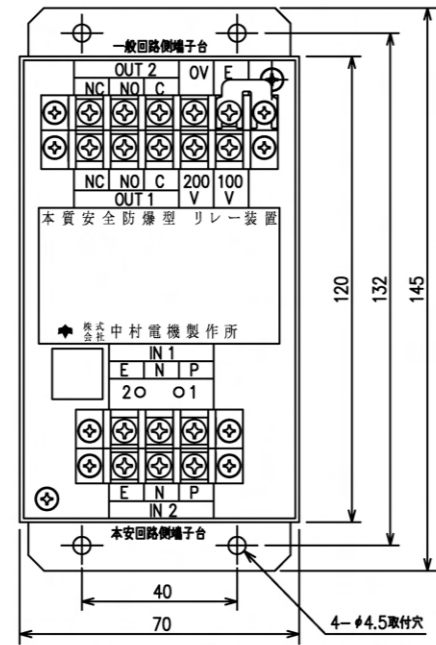 一般回路側端子台
OUT 2 0V E
NC NO C
NC NO C 200 V 100 V
OUT 1
本質安全防爆型 リレー装置
株式会社 中村電機製作所
IN 1
E N P
2 1
E N P
IN 2
本安回路側端子台
40
70
120
132
145
4-φ4.5取付穴